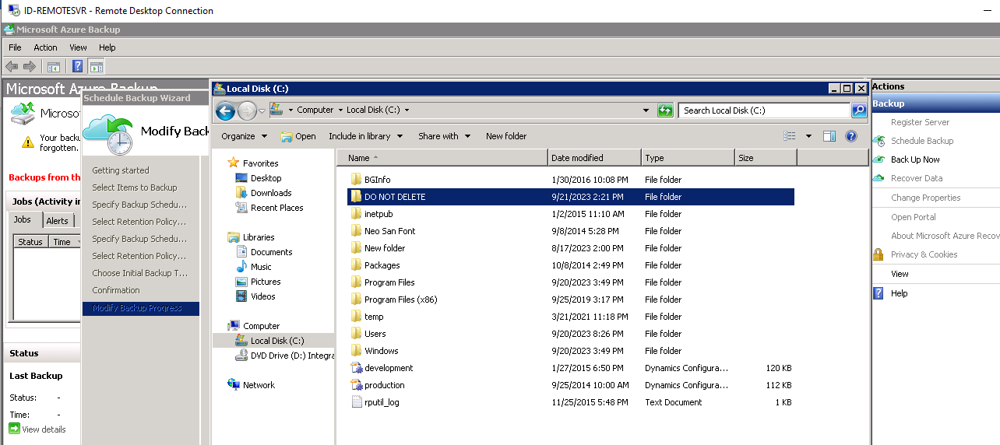 ID-REMOTESVR - Remote Desktop Connection
Microsoft Azure Backup
File Action View Help
Microsoft Azure Backup
Microso
Your backu
forgotten.
Backups from th
Jobs (Activity in
Jobs Alerts
Status Time
Status
Last Backup
Status: -
Time: -
View details
Schedule Backup Wizard
Modify Back
Getting started
Select Items to Backup
Specify Backup Schedu...
Select Retention Policy...
Specify Backup Schedu...
Select Retention Policy...
Choose Initial Backup T...
Confirmation
Modify Backup Progress
Local Disk (C:)
Computer Local Disk (C:) Search Local Disk (C:)
Organize Open Include in library Share with New folder
Favorites
Desktop
Downloads
Recent Places
Libraries
Documents
Music
Pictures
Videos
Computer
Local Disk (C:)
DVD Drive (D:) Integra
Network
Name Date modified Type Size
BGInfo 1/30/2016 10:08 PM File folder
DO NOT DELETE 9/21/2023 2:21 PM File folder
inetpub 1/2/2015 11:10 AM File folder
Neo San Font 9/8/2014 5:28 PM File folder
New folder 8/17/2023 2:00 PM File folder
Packages 10/8/2014 2:49 PM File folder
Program Files 9/20/2023 3:49 PM File folder
Program Files (x86) 9/25/2019 3:17 PM File folder
temp 3/21/2021 11:18 PM File folder
Users 9/20/2023 8:26 PM File folder
Windows 9/20/2023 3:49 PM File folder
development 1/27/2015 6:50 PM Dynamics Configura... 120 KB
production 9/25/2014 10:00 AM Dynamics Configura... 112 KB
rputil_log 11/25/2015 5:48 PM Text Document 1 KB
Actions
Backup
Register Server
Schedule Backup
Back Up Now
Recover Data
Change Properties
Open Portal
About Microsoft Azure Recov
Privacy & Cookies
View
Help